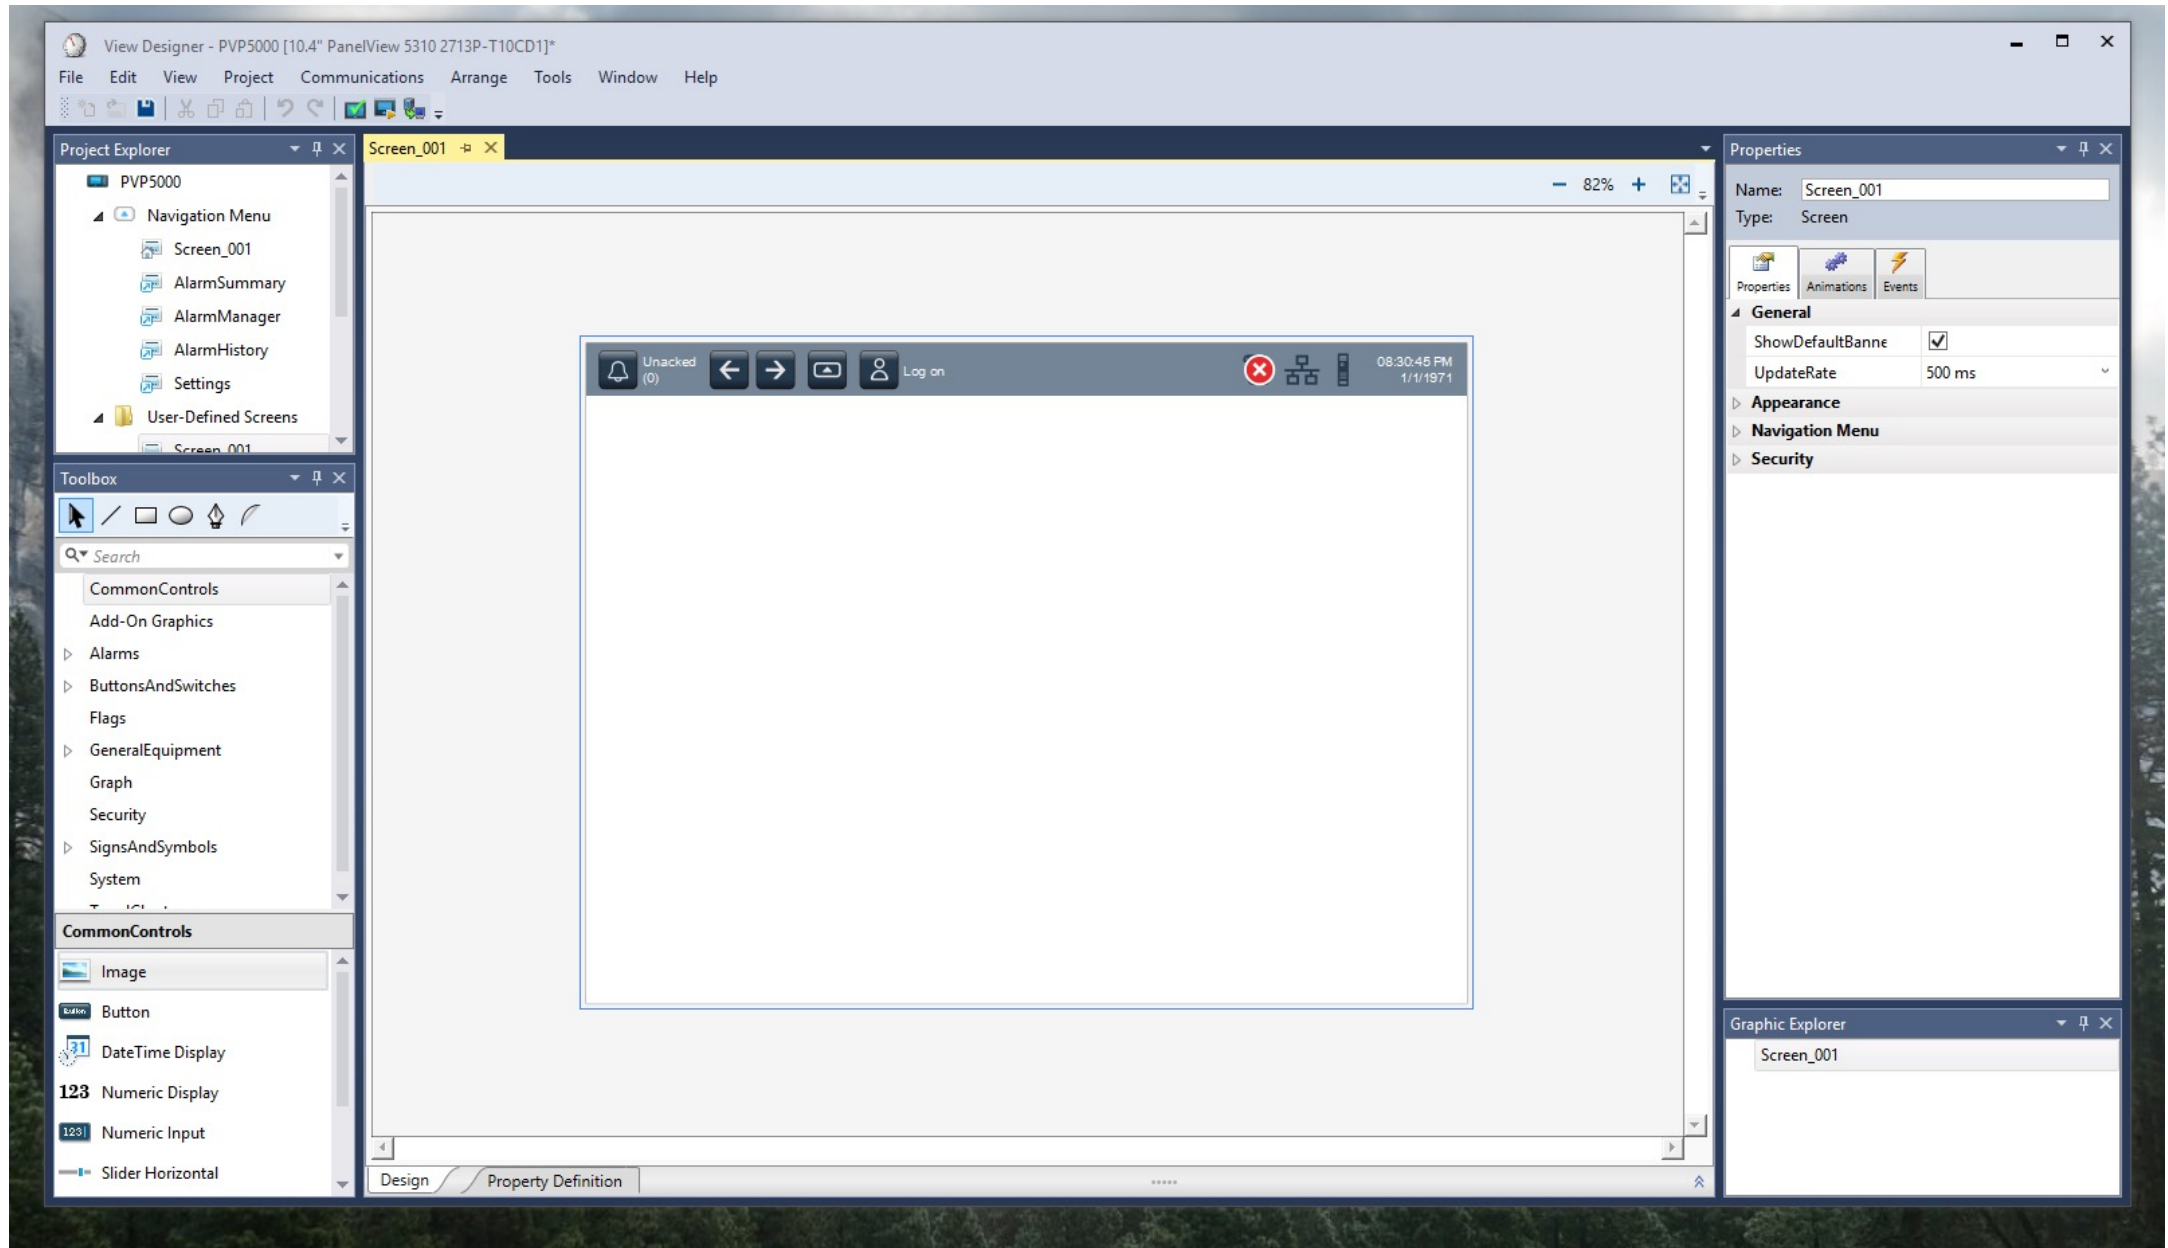 View Designer - PVP5000 [10.4" PanelView 5310 2713P-T10CD1]*
File Edit View Project Communications Arrange Tools Window Help
Project Explorer
PVP5000
Navigation Menu
Screen_001
AlarmSummary
AlarmManager
AlarmHistory
Settings
User-Defined Screens
Screen_001
Toolbox
Search
CommonControls
Add-On Graphics
Alarms
ButtonsAndSwitches
Flags
GeneralEquipment
Graph
Security
SignsAndSymbols
System
CommonControls
Image
Button
Button
31
DateTime Display
123 Numeric Display
123 Numeric Input
Slider Horizontal
Screen_001
82%
Unacked
(0)
Log on
08:30:45 PM
1/1/1971
Design Property Definition
Properties
Name: Screen_001
Type: Screen
Properties Animations Events
General
ShowDefaultBanne
UpdateRate 500 ms
Appearance
Navigation Menu
Security
Graphic Explorer
Screen_001